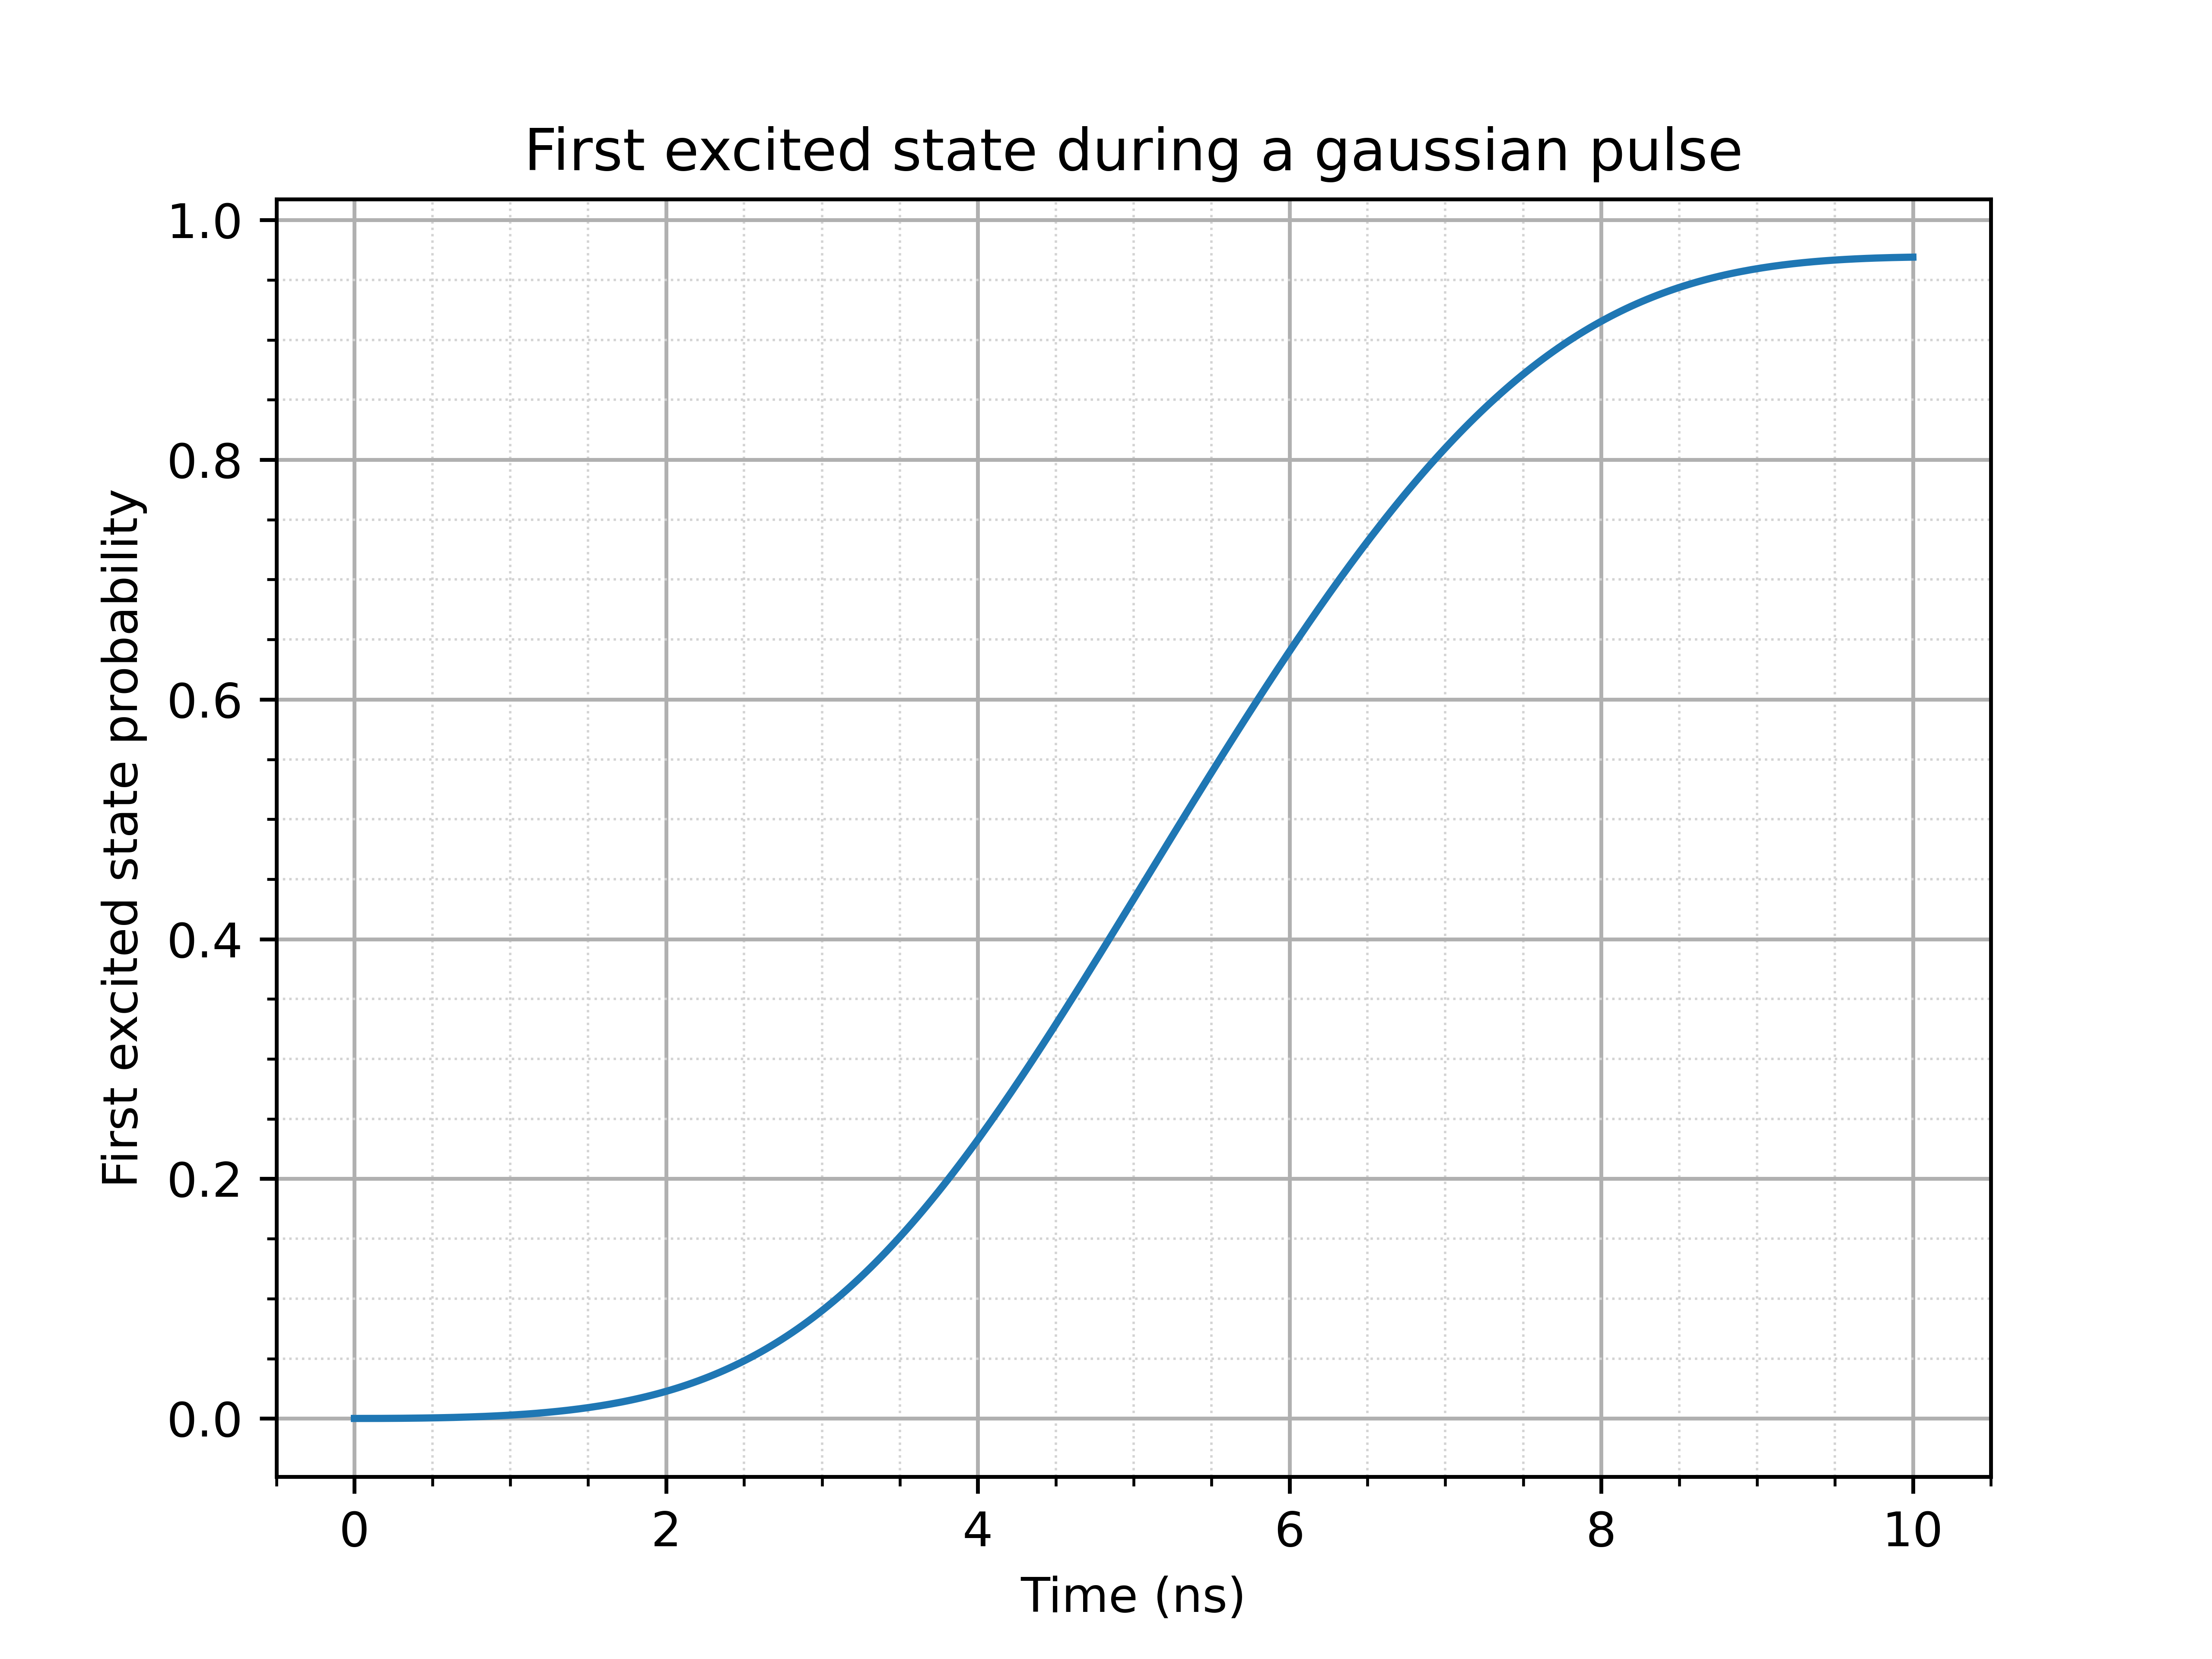 First excited state during a gaussian pulse
1.0
0.8
0.6
0.4
0.2
0.0
First excited state probability
0 2 4 6 8 10
Time (ns)